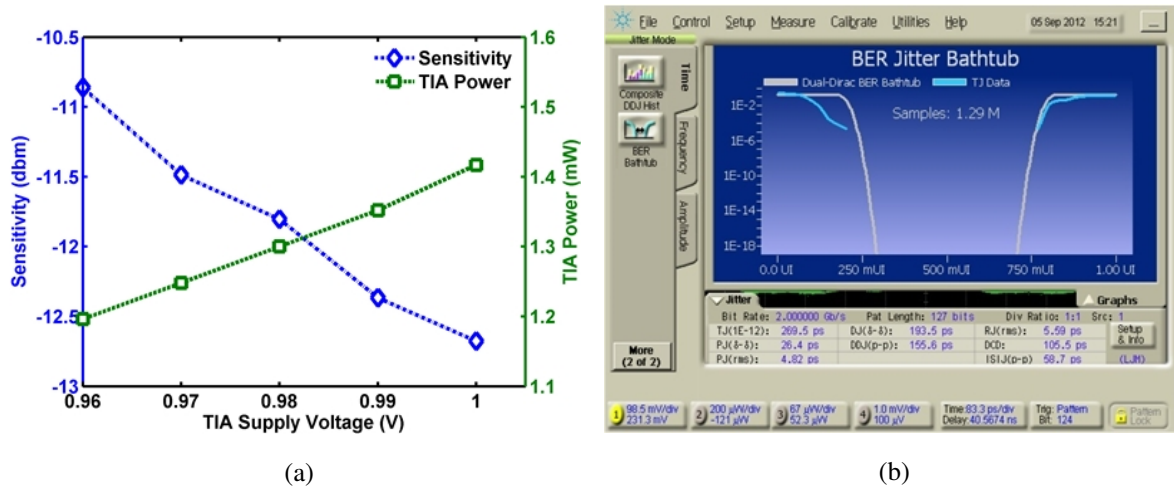 -10.5
-11
-11.5
-12
-12.5
-13
Sensitivity (dbm)
Sensitivity
TIA Power
1.6
1.5
1.4
1.3
1.2
1.1
TIA Power (mW)
0.96 0.97 0.98 0.99 1
TIA Supply Voltage (V)
(a)
File Control Setup Measure Calibrate Utilities Help 05 Sep 2012 15:21
Jitter Mode
Composite
DDJ Hist
BER
Bathtub
More
(2 of 2)
Time
Frequency
Amplitude
BER Jitter Bathtub
Dual-Dirac BER Bathtub TJ Data
Samples: 1.29 M
1E-2
1E-6
1E-10
1E-14
1E-18
0.0 UI 250 mUI 500 mUI 750 mUI 1.00 UI
Jitter Graphs
Bit Rate: 2.000000 Gb/s Pat Length: 127 bits Div Ratio: 1:1 Src: 1
TJ(1E-12): 269.5 ps DJ(δ-δ): 193.5 ps RJ(rms): 5.59 ps
PJ(δ-δ): 26.4 ps DDJ(p-p): 155.6 ps DCD: 105.5 ps
PJ(rms): 4.82 ps ISIJ(p-p) 58.7 ps
Setup
& Info
(LJM)
1 98.5 mV/div
231.3 mV
2 200 µW/div
-121 µW
3 67 µW/div
52.3 µW
4 1.0 mV/div
100 µV
Time:83.3 ps/div
Delay:40.5674 ns
Trig: Pattern
Bit: 124
Pattern
Lock
(b)